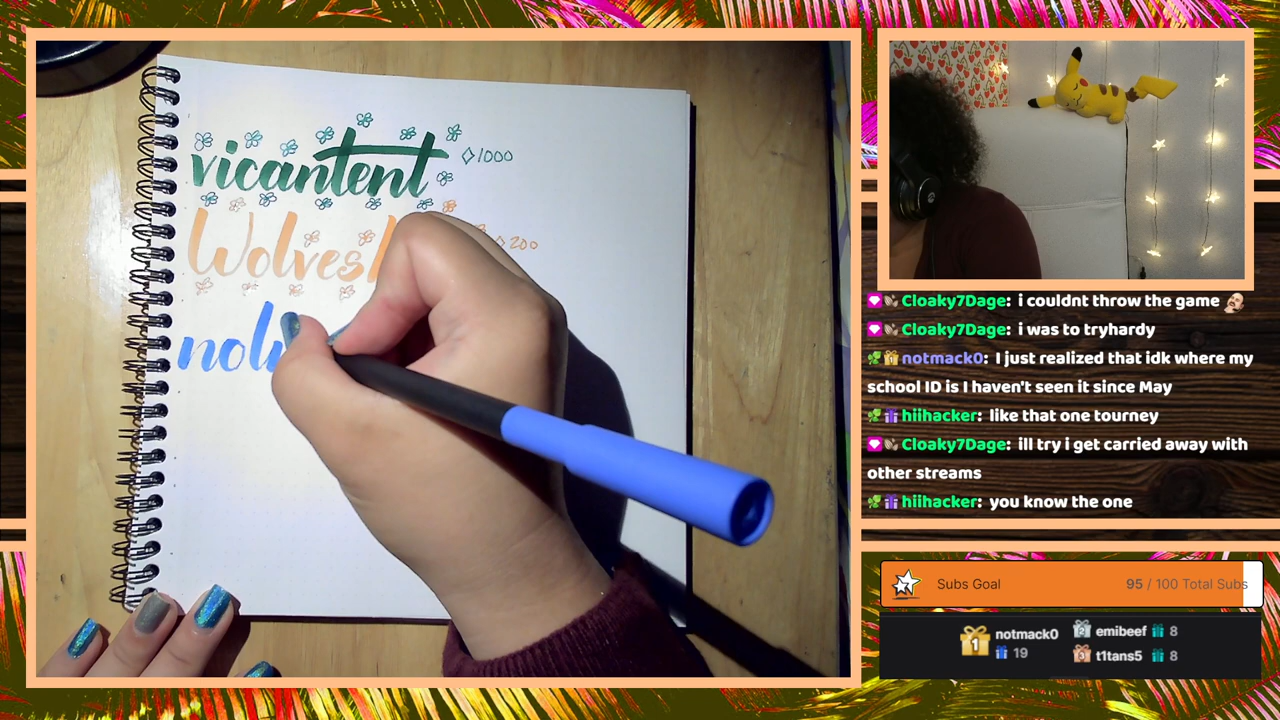 vicantent ◇1000
◇200
Cloaky7Dage: i couldnt throw the game
Cloaky7Dage: i was to tryhardy
notmack0: I just realized that idk where my
school ID is I haven't seen it since May
hiihacker: like that one tourney
Cloaky7Dage: ill try i get carried away with
other streams
hiihacker: you know the one
Subs Goal 95 / 100 Total Subs
1 notmack0 19
2 emibeef 8
3 t1tans5 8